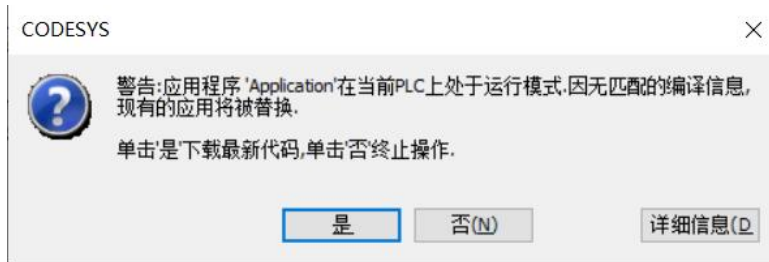 CODESYS
警告:应用程序 'Application'在当前PLC上处于运行模式.因无匹配的编译信息,
现有的应用将被替换.
单击'是'下载最新代码,单击'否'终止操作.
是
否(N)
详细信息(D